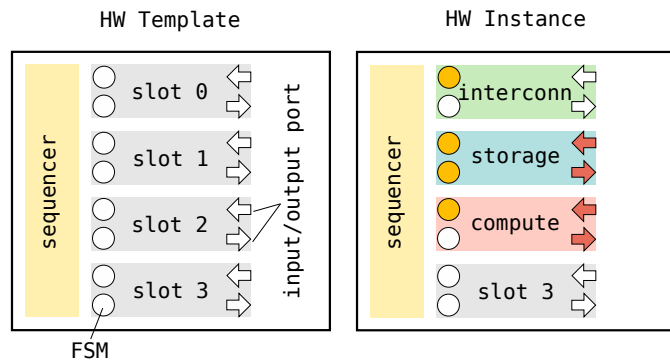 HW Template
HW Instance
sequencer
slot 0
slot 1
slot 2
slot 3
input/output port
FSM
sequencer
interconn
storage
compute
slot 3